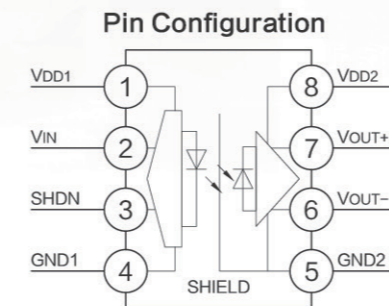 Pin Configuration
VDD1 1 8 VDD2
VIN 2 7 VOUT+
SHDN 3 6 VOUT−
GND1 4 5 GND2
SHIELD